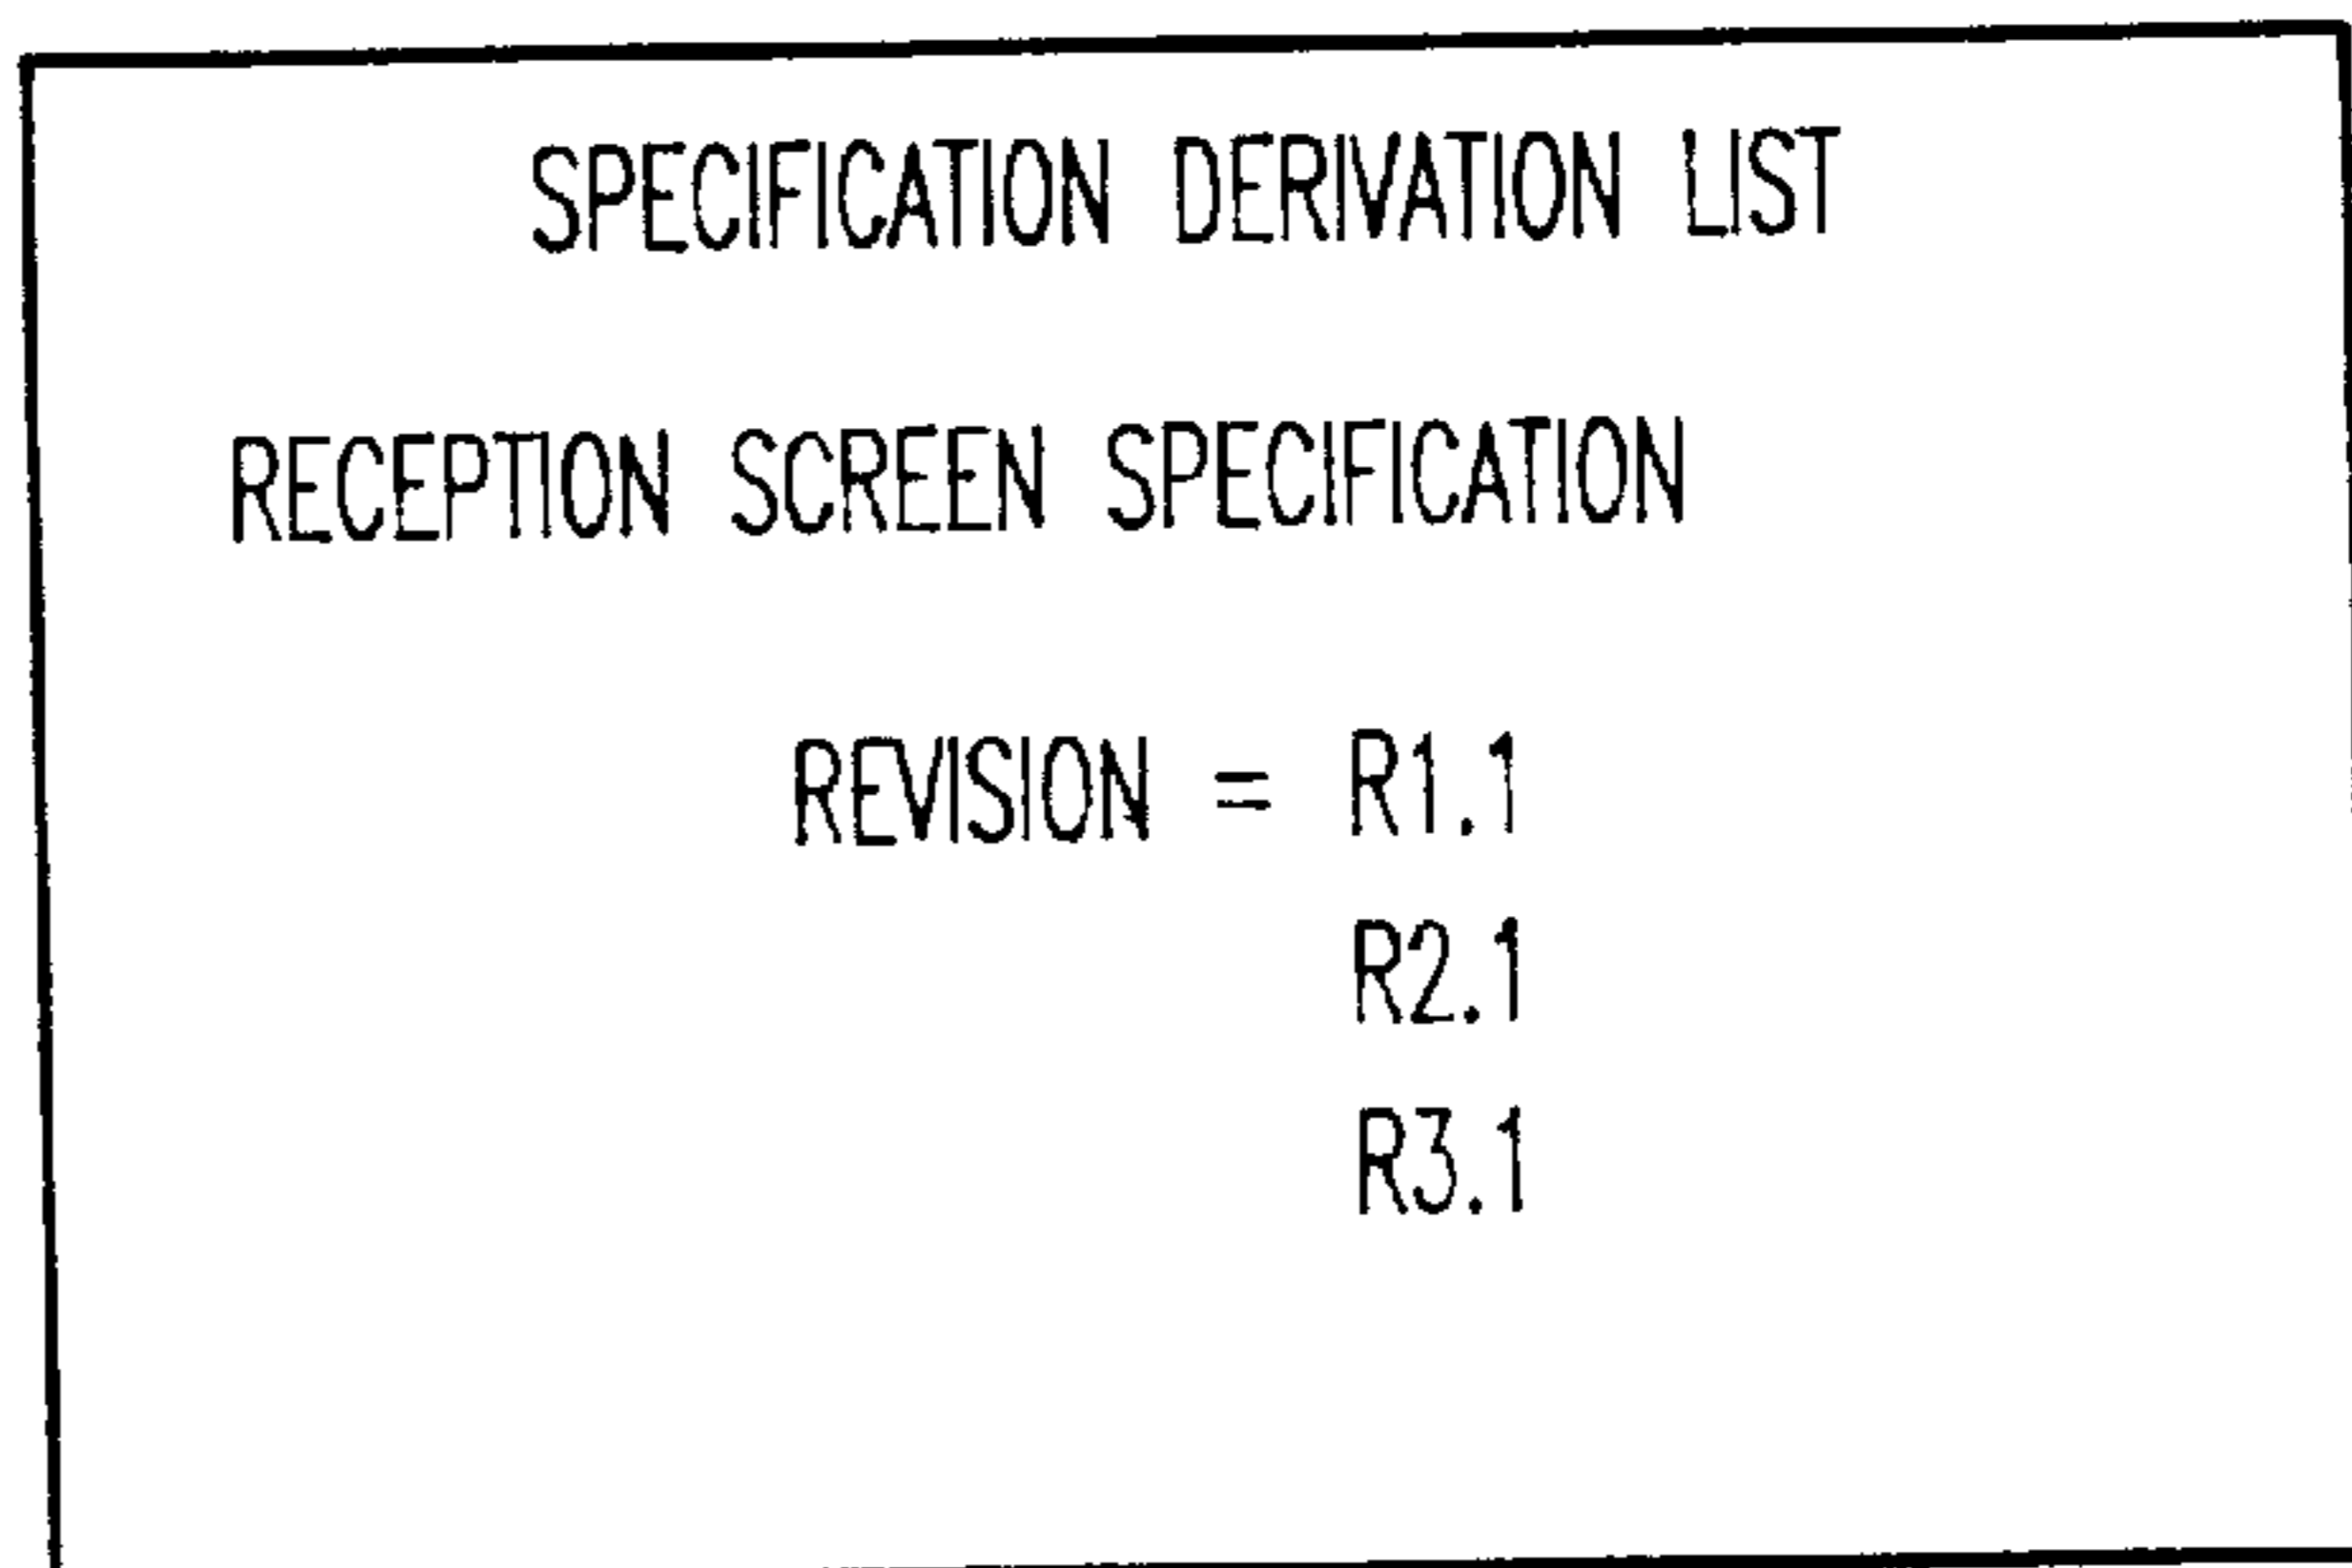 SPECIFICATION DERIVATION LIST
RECEPTION SCREEN SPECIFICATION
REVISION = R1.1
R2.1
R3.1